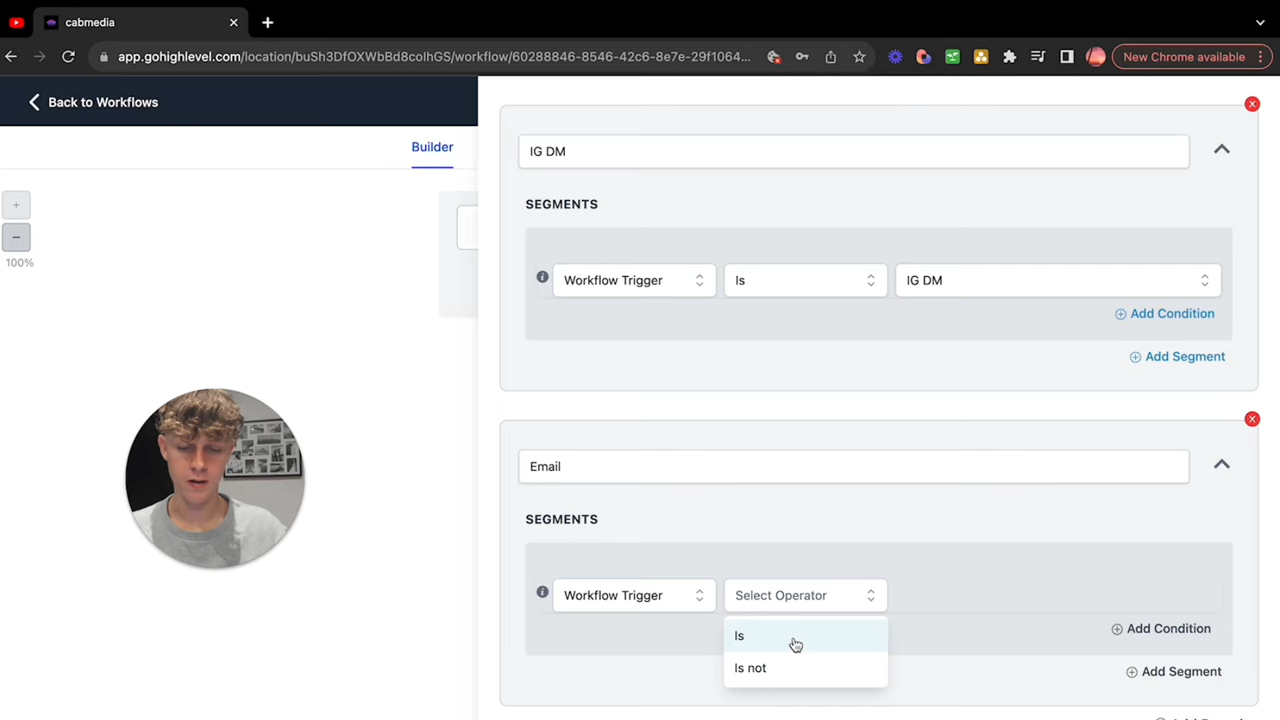 cabmedia
app.gohighlevel.com/location/buSh3DfOXWbBd8coIhGS/workflow/60288846-8546-42c6-8e7e-29f1064...
New Chrome available
Back to Workflows
Builder
100%
IG DM
SEGMENTS
Workflow Trigger
Is
IG DM
Add Condition
Add Segment
Email
SEGMENTS
Workflow Trigger
Select Operator
Is
Is not
Add Condition
Add Segment